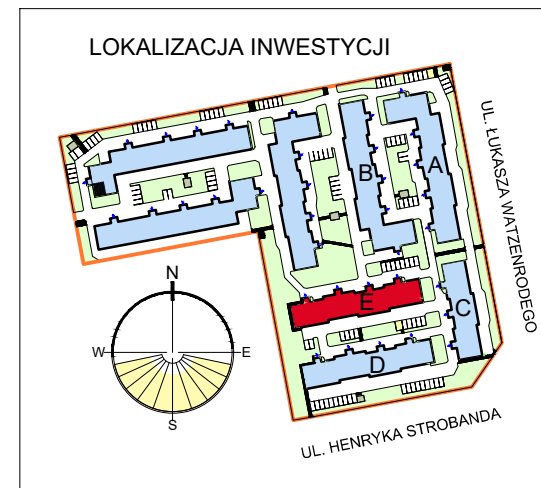 LOKALIZACJA INWESTYCJI
UL. ŁUKASZA WATZENRODEGO
A
B
E
C
D
N
W
E
S
UL. HENRYKA STROBANDA